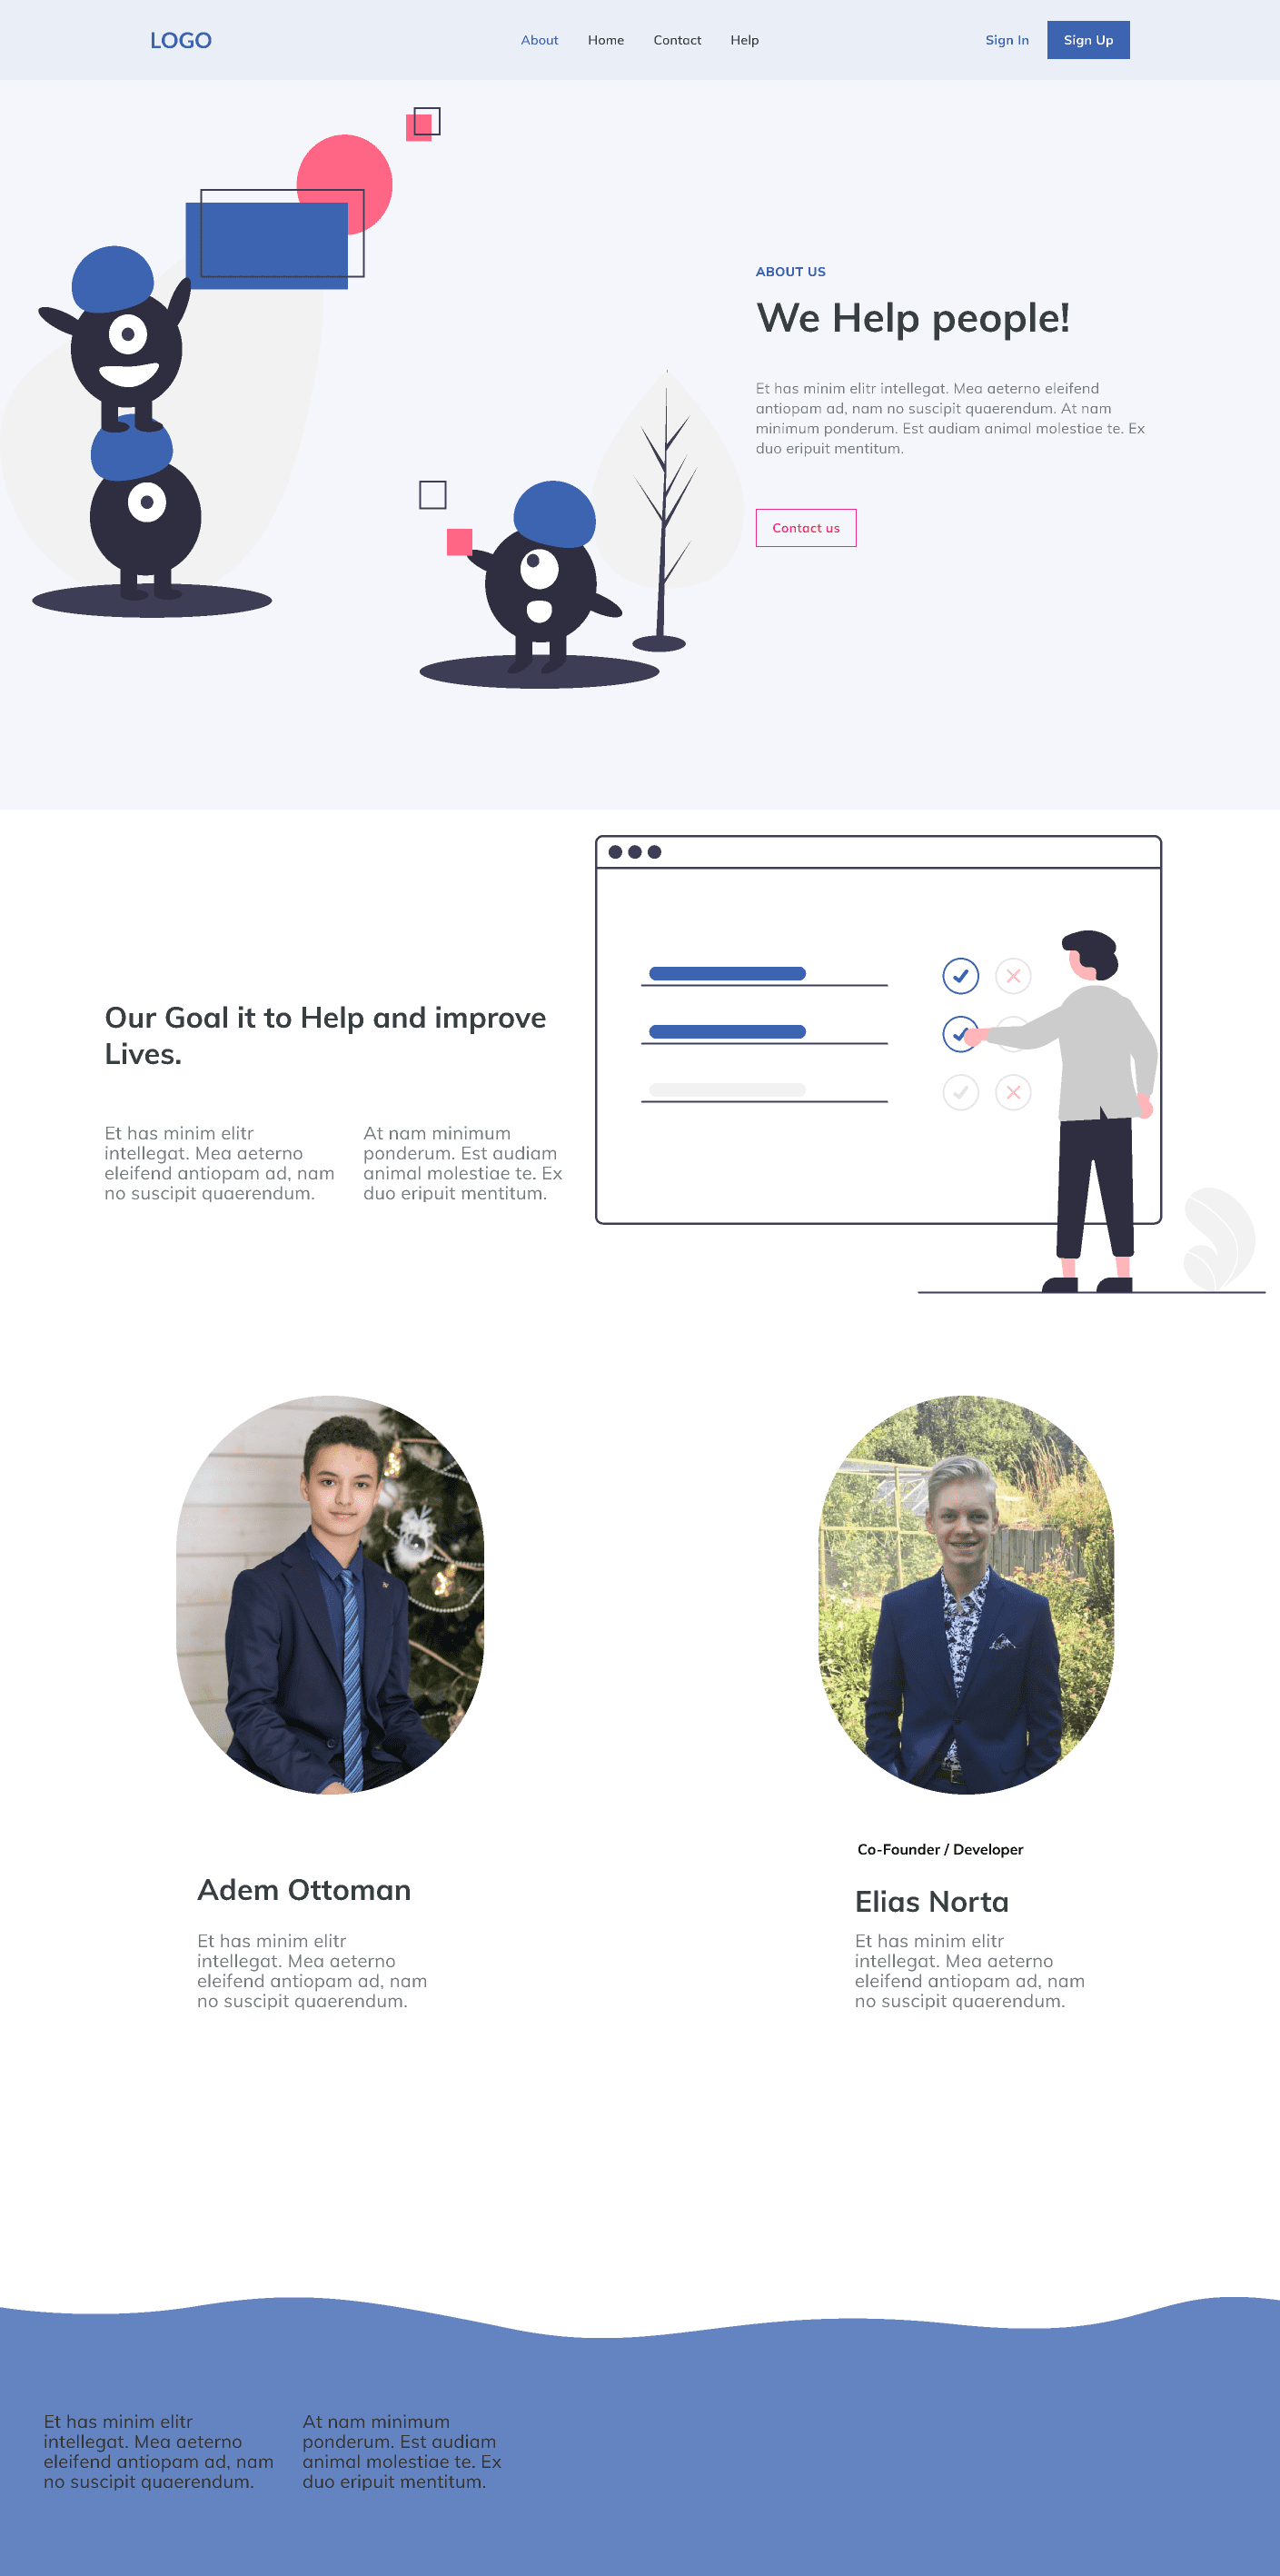 LOGO
About
Home
Contact
Help
Sign In
Sign Up
ABOUT US
We Help people!
Et has minim elitr intellegat. Mea aeterno eleifend
antiopam ad, nam no suscipit quaerendum. At nam
minimum ponderum. Est audiam animal molestiae te. Ex
duo eripuit mentitum.
Contact us
Our Goal it to Help and improve
Lives.
Et has minim elitr
intellegat. Mea aeterno
eleifend antiopam ad, nam
no suscipit quaerendum.
At nam minimum
ponderum. Est audiam
animal molestiae te. Ex
duo eripuit mentitum.
Adem Ottoman
Et has minim elitr
intellegat. Mea aeterno
eleifend antiopam ad, nam
no suscipit quaerendum.
Co-Founder / Developer
Elias Norta
Et has minim elitr
intellegat. Mea aeterno
eleifend antiopam ad, nam
no suscipit quaerendum.
Et has minim elitr
intellegat. Mea aeterno
eleifend antiopam ad, nam
no suscipit quaerendum.
At nam minimum
ponderum. Est audiam
animal molestiae te. Ex
duo eripuit mentitum.